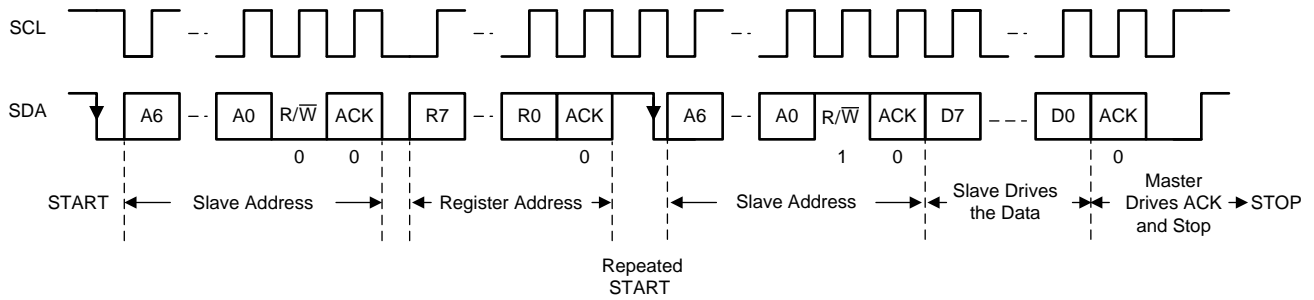 SCL
SDA
A6
A0
R/W̅
ACK
R7
R0
ACK
A6
A0
R/W̅
ACK
D7
D0
ACK
0
0
0
1
0
0
START
Slave Address
Register Address
Slave Address
Slave Drives
the Data
Master
Drives ACK
and Stop
STOP
Repeated
START